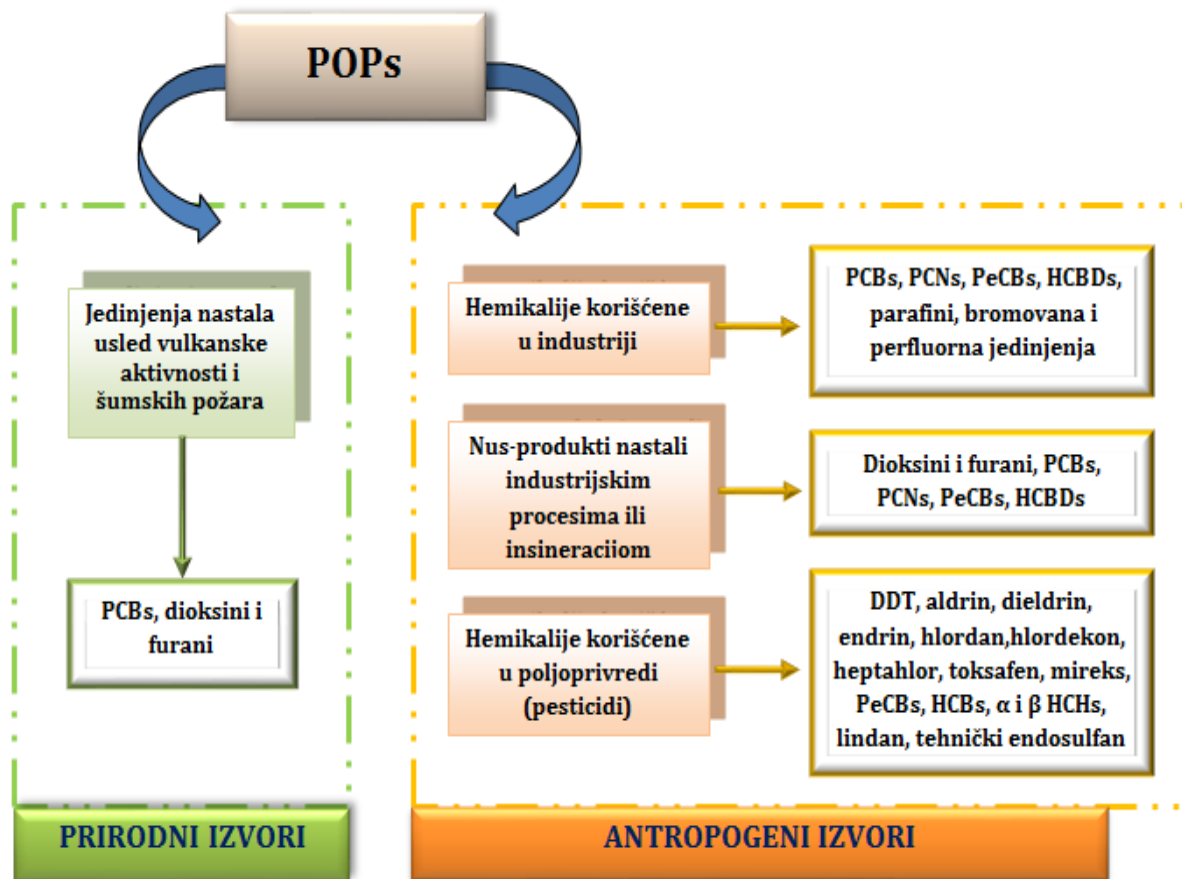 POPs
Jedinjenja nastala
usled vulkanske
aktivnosti i
šumskih požara
PCBs, dioksini i
furani
PRIRODNI IZVORI
Hemikalije korišćene
u industriji
PCBs, PCNs, PeCBs, HCBDs,
parafini, bromovana i
perfluorna jedinjenja
Nus-produkti nastali
industrijskim
procesima ili
insineracijom
Dioksini i furani, PCBs,
PCNs, PeCBs, HCBDs
Hemikalije korišćene
u poljoprivredi
(pesticidi)
DDT, aldrin, dieldrin,
endrin, hlordan,hlordekon,
heptahlor, toksafen, mireks,
PeCBs, HCBs, α i β HCHs,
lindan, tehnički endosulfan
ANTROPOGENI IZVORI